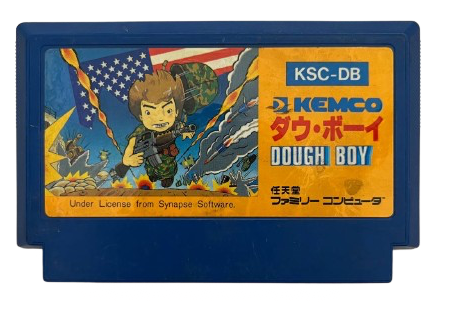 KSC-DB
KEMCO
ダウ・ボーイ
DOUGH BOY
任天堂
ファミリー コンピュータ
Under License from Synapse Software.